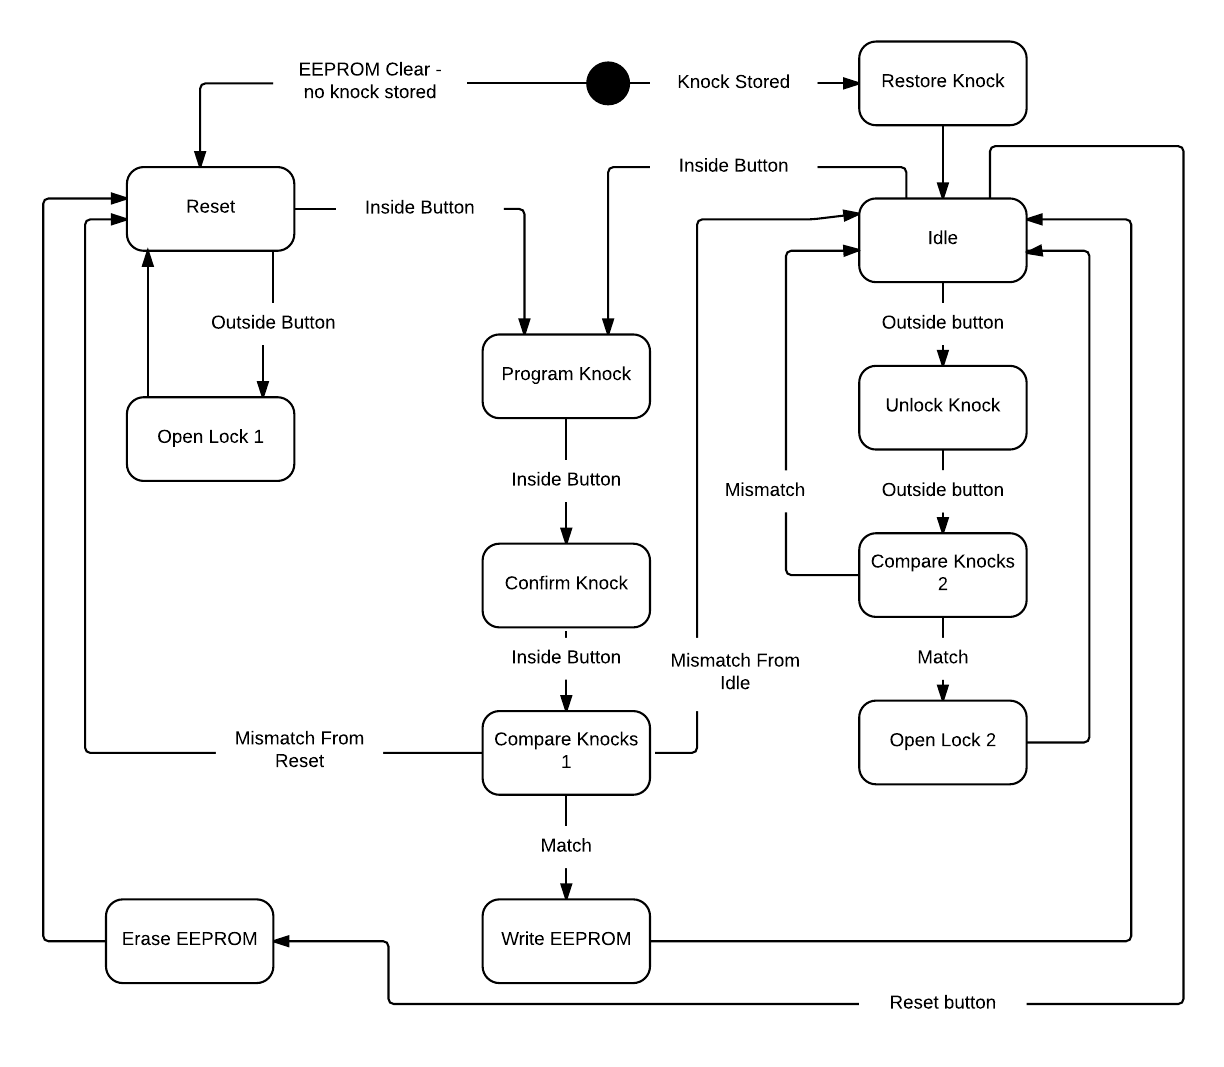 EEPROM Clear -
no knock stored
Knock Stored
Restore Knock
Inside Button
Reset
Inside Button
Idle
Outside Button
Outside button
Program Knock
Unlock Knock
Open Lock 1
Inside Button
Mismatch
Outside button
Compare Knocks
2
Confirm Knock
Inside Button
Mismatch From
Idle
Match
Mismatch From
Reset
Compare Knocks
1
Open Lock 2
Match
Erase EEPROM
Write EEPROM
Reset button